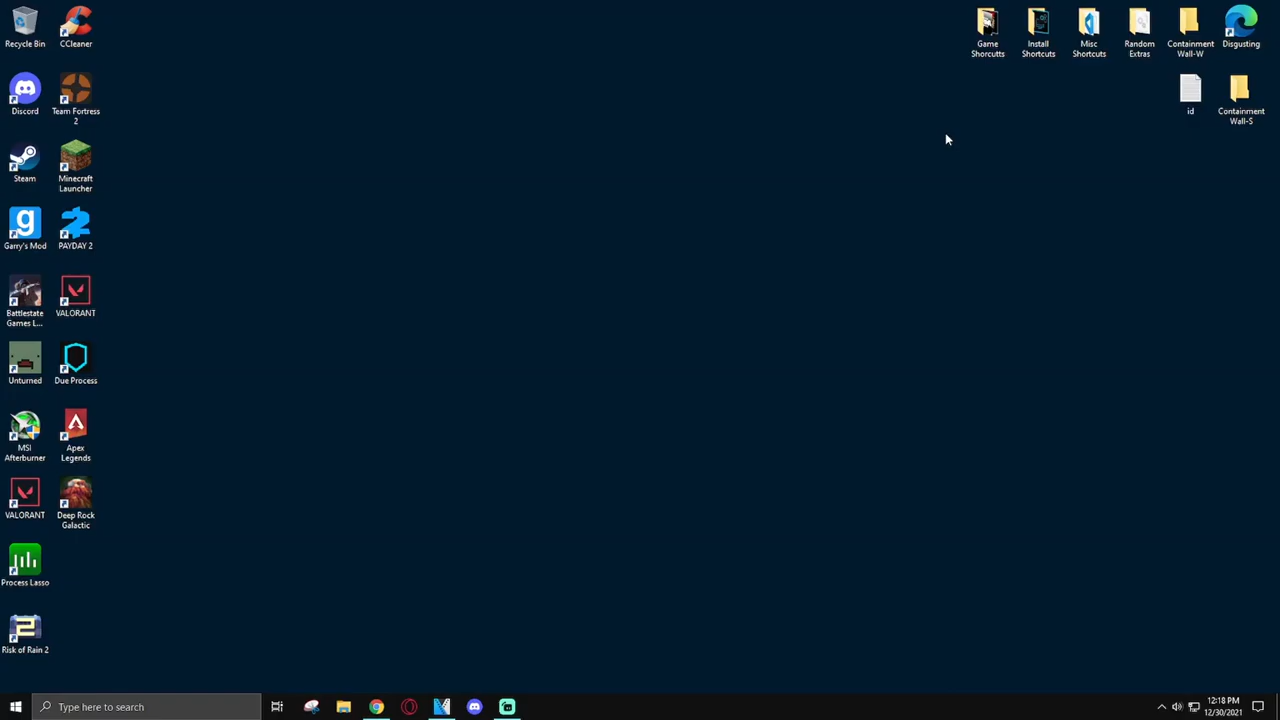 Recycle Bin
CCleaner
Discord
Team Fortress
2
Steam
Minecraft
Launcher
Garry's Mod
PAYDAY 2
Battlestate
Games L...
VALORANT
Unturned
Due Process
MSI
Afterburner
Apex
Legends
VALORANT
Deep Rock
Galactic
Process Lasso
Risk of Rain 2
Game
Shorcutts
Install
Shortcuts
Misc
Shortcuts
Random
Extras
Containment
Wall-W
Disgusting
id
Containment
Wall-S
Type here to search
12:18 PM
12/30/2021